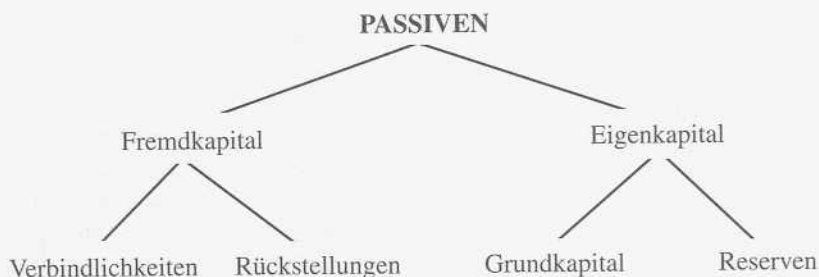 PASSIVEN
Fremdkapital Eigenkapital
Verbindlichkeiten Rückstellungen Grundkapital Reserven